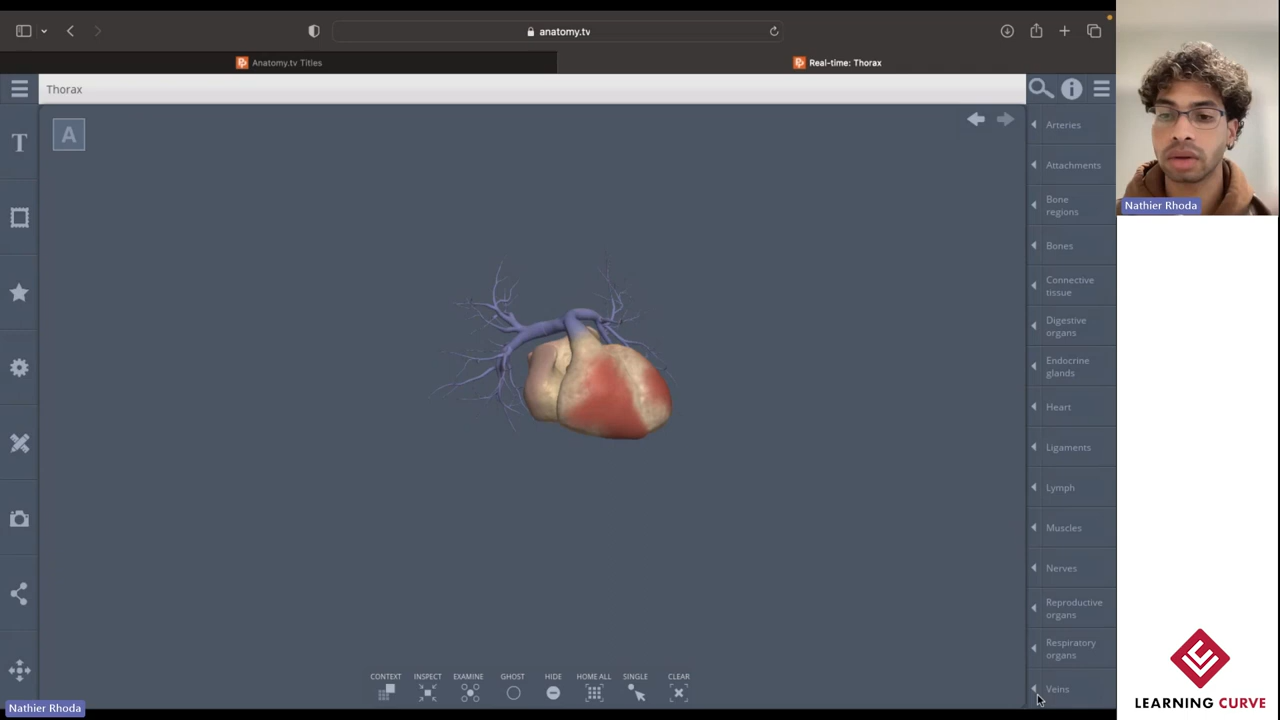 anatomy.tv
Anatomy.tv Titles
Real-time: Thorax
Thorax
T
A
Arteries
Attachments
Bone
regions
Bones
Connective
tissue
Digestive
organs
Endocrine
glands
Heart
Ligaments
Lymph
Muscles
Nerves
Reproductive
organs
Respiratory
organs
Veins
CONTEXT INSPECT EXAMINE GHOST HIDE HOME ALL SINGLE CLEAR
Nathier Rhoda
Nathier Rhoda
LEARNING CURVE